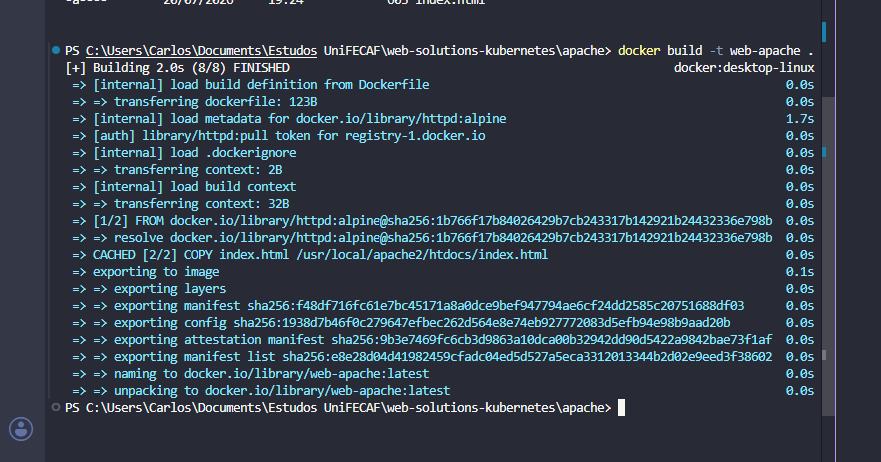 PS C:\Users\Carlos\Documents\Estudos UniFECAF\web-solutions-kubernetes\apache> docker build -t web-apache .
[+] Building 2.0s (8/8) FINISHED docker:desktop-linux
=> [internal] load build definition from Dockerfile 0.0s
=> => transferring dockerfile: 123B 0.0s
=> [internal] load metadata for docker.io/library/httpd:alpine 1.7s
=> [auth] library/httpd:pull token for registry-1.docker.io 0.0s
=> [internal] load .dockerignore 0.0s
=> => transferring context: 2B 0.0s
=> [internal] load build context 0.0s
=> => transferring context: 32B 0.0s
=> [1/2] FROM docker.io/library/httpd:alpine@sha256:1b766f17b84026429b7cb243317b142921b24432336e798b 0.0s
=> => resolve docker.io/library/httpd:alpine@sha256:1b766f17b84026429b7cb243317b142921b24432336e798b 0.0s
=> CACHED [2/2] COPY index.html /usr/local/apache2/htdocs/index.html 0.0s
=> exporting to image 0.1s
=> => exporting layers 0.0s
=> => exporting manifest sha256:f48df716fc61e7bc45171a8a0dce9bef947794ae6cf24dd2585c20751688df03 0.0s
=> => exporting config sha256:1938d7b46f0c279647efbec262d564e8e74eb927772083d5efb94e98b9aad20b 0.0s
=> => exporting attestation manifest sha256:9b3e7469fc6cb3d9863a10dca00b32942dd90d5422a9842bae73f1af 0.0s
=> => exporting manifest list sha256:e8e28d04d41982459cfadc04ed5d527a5eca3312013344b2d02e9eed3f38602 0.0s
=> => naming to docker.io/library/web-apache:latest 0.0s
=> => unpacking to docker.io/library/web-apache:latest 0.0s
PS C:\Users\Carlos\Documents\Estudos UniFECAF\web-solutions-kubernetes\apache>